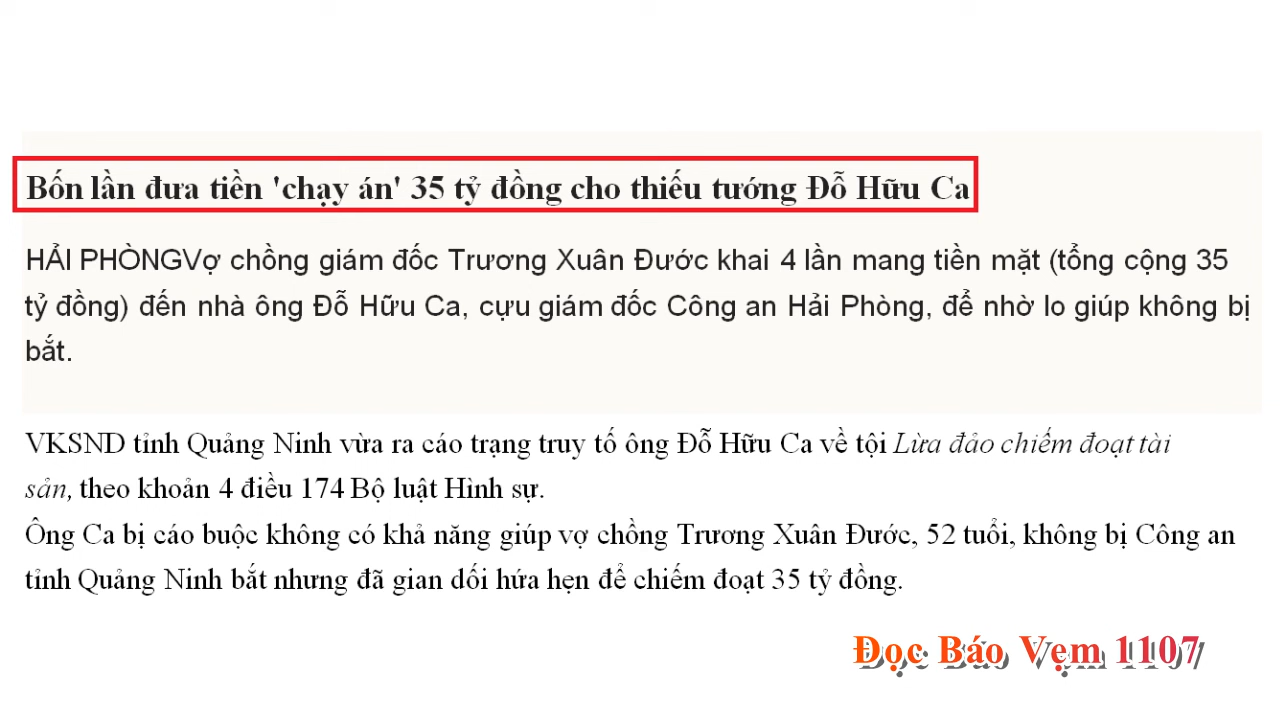 Bốn lần đưa tiền 'chạy án' 35 tỷ đồng cho thiếu tướng Đỗ Hữu Ca
HẢI PHÒNGVợ chồng giám đốc Trương Xuân Đước khai 4 lần mang tiền mặt (tổng cộng 35
tỷ đồng) đến nhà ông Đỗ Hữu Ca, cựu giám đốc Công an Hải Phòng, để nhờ lo giúp không bị
bắt.
VKSND tỉnh Quảng Ninh vừa ra cáo trạng truy tố ông Đỗ Hữu Ca về tội Lừa đảo chiếm đoạt tài
sản, theo khoản 4 điều 174 Bộ luật Hình sự.
Ông Ca bị cáo buộc không có khả năng giúp vợ chồng Trương Xuân Đước, 52 tuổi, không bị Công an
tỉnh Quảng Ninh bắt nhưng đã gian dối hứa hẹn để chiếm đoạt 35 tỷ đồng.
Đọc Báo Vẹm 1107